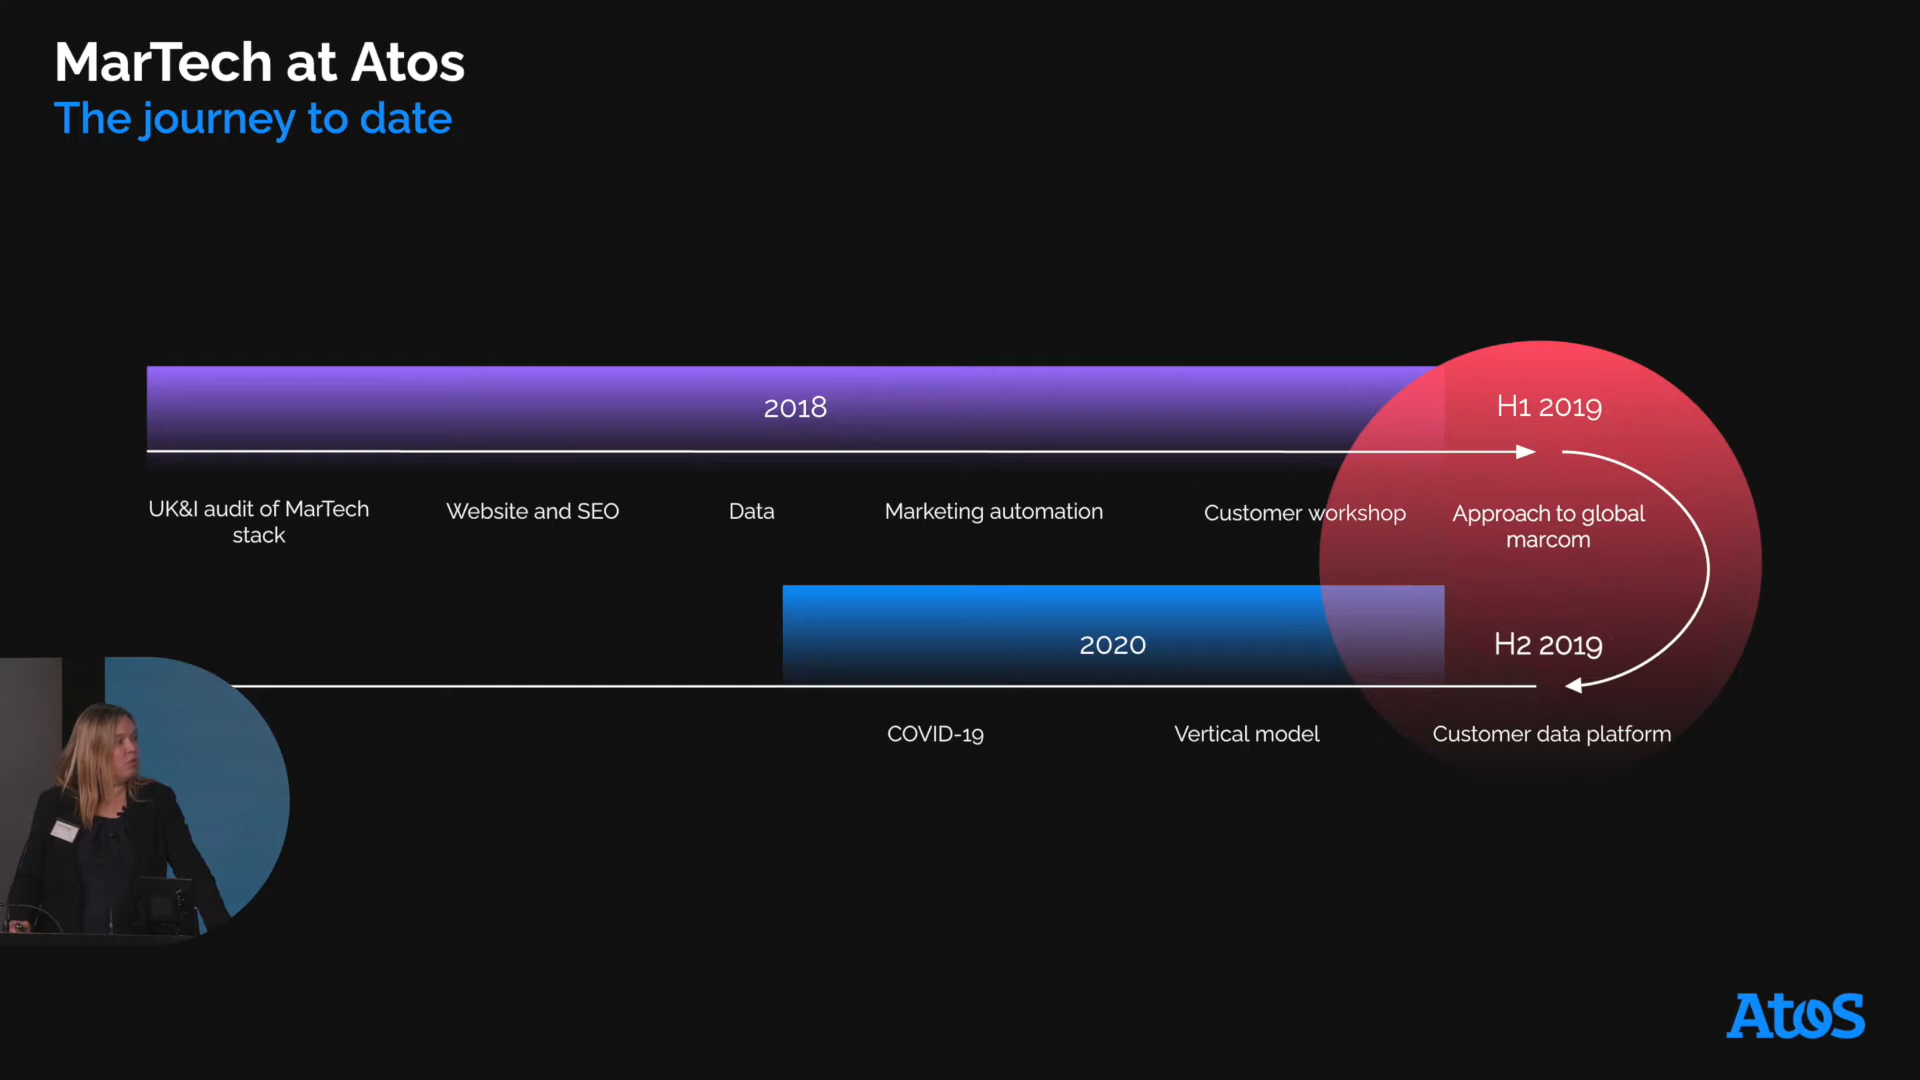 MarTech at Atos
The journey to date
2018
H1 2019
UK&I audit of MarTech
stack
Website and SEO
Data
Marketing automation
Customer workshop
Approach to global
marcom
2020
H2 2019
COVID-19
Vertical model
Customer data platform
Atos